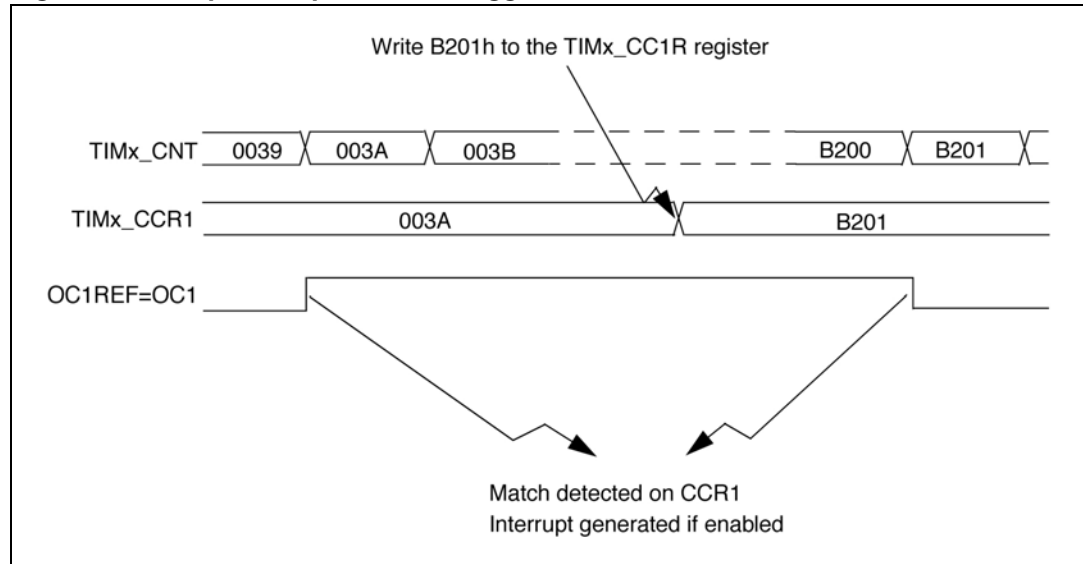 Write B201h to the TIMx_CC1R register
TIMx_CNT 0039 003A 003B B200 B201
TIMx_CCR1 003A B201
OC1REF=OC1
Match detected on CCR1
Interrupt generated if enabled